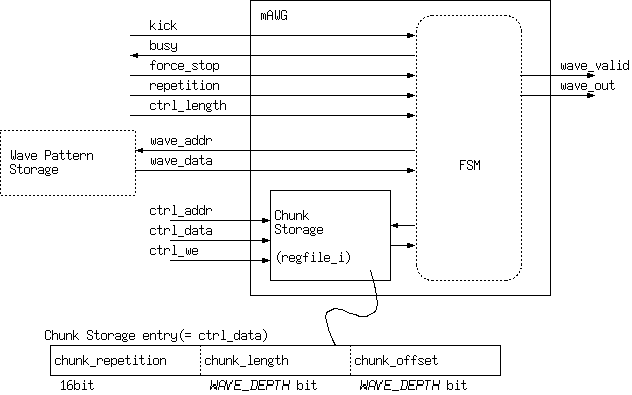 mAWG
kick
busy
force_stop
repetition
ctrl_length
wave_valid
wave_out
wave_addr
wave_data
Wave Pattern
Storage
FSM
ctrl_addr
ctrl_data
ctrl_we
Chunk
Storage
(regfile_i)
Chunk Storage entry(= ctrl_data)
chunk_repetition chunk_length chunk_offset
16bit WAVE_DEPTH bit WAVE_DEPTH bit